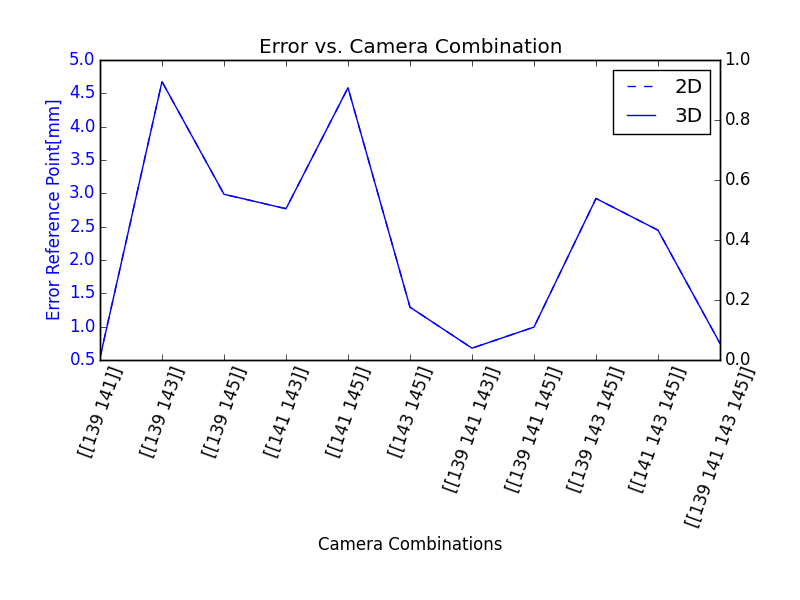 Error vs. Camera Combination
Error Reference Point[mm]
5.0
4.5
4.0
3.5
3.0
2.5
2.0
1.5
1.0
0.5
1.0
0.8
0.6
0.4
0.2
0.0
2D
3D
[[139 141]]
[[139 143]]
[[139 145]]
[[141 143]]
[[141 145]]
[[143 145]]
[[139 141 143]]
[[139 141 145]]
[[139 143 145]]
[[141 143 145]]
[[139 141 143 145]]
Camera Combinations